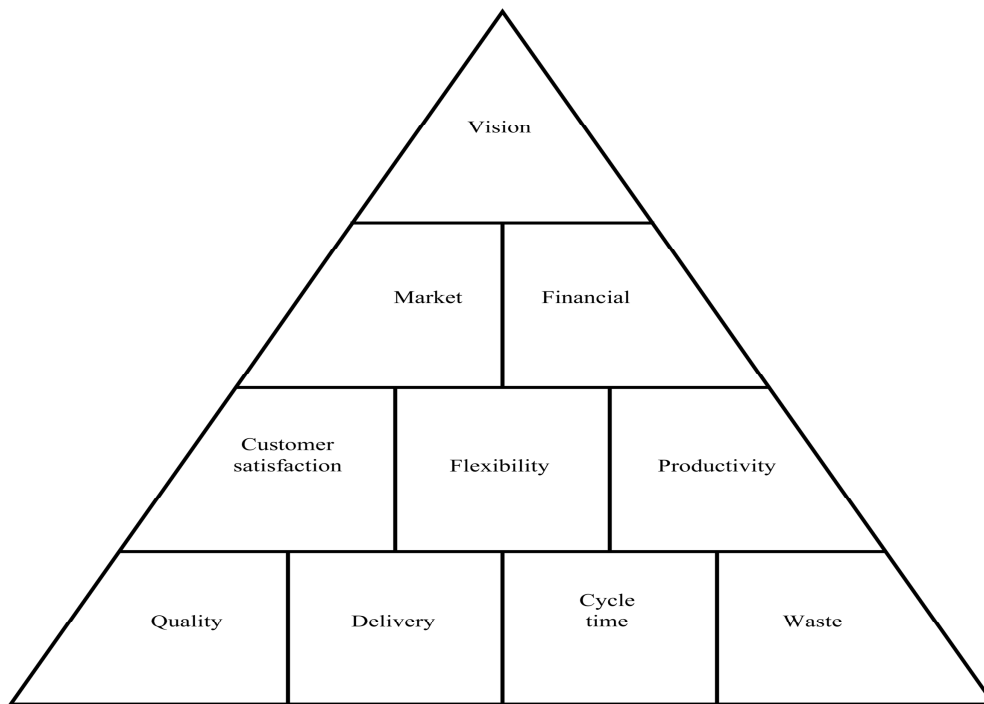 Vision
Market
Financial
Customer
satisfaction
Flexibility
Productivity
Quality
Delivery
Cycle
time
Waste